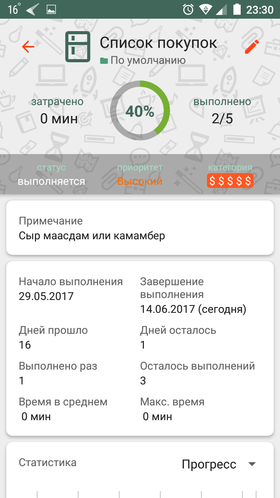 16° 23:30
Список покупок
По умолчанию
затрачено выполнено
0 мин 40% 2/5
статус приоритет категория
выполняется Высокий $ $ $ $ $
Примечание
Сыр маасдам или камамбер
Начало выполнения Завершение
29.05.2017 выполнения
14.06.2017 (сегодня)
Дней прошло Дней осталось
16 1
Выполнено раз Осталось выполнений
1 3
Время в среднем Макс. время
0 мин 0 мин
Статистика Прогресс